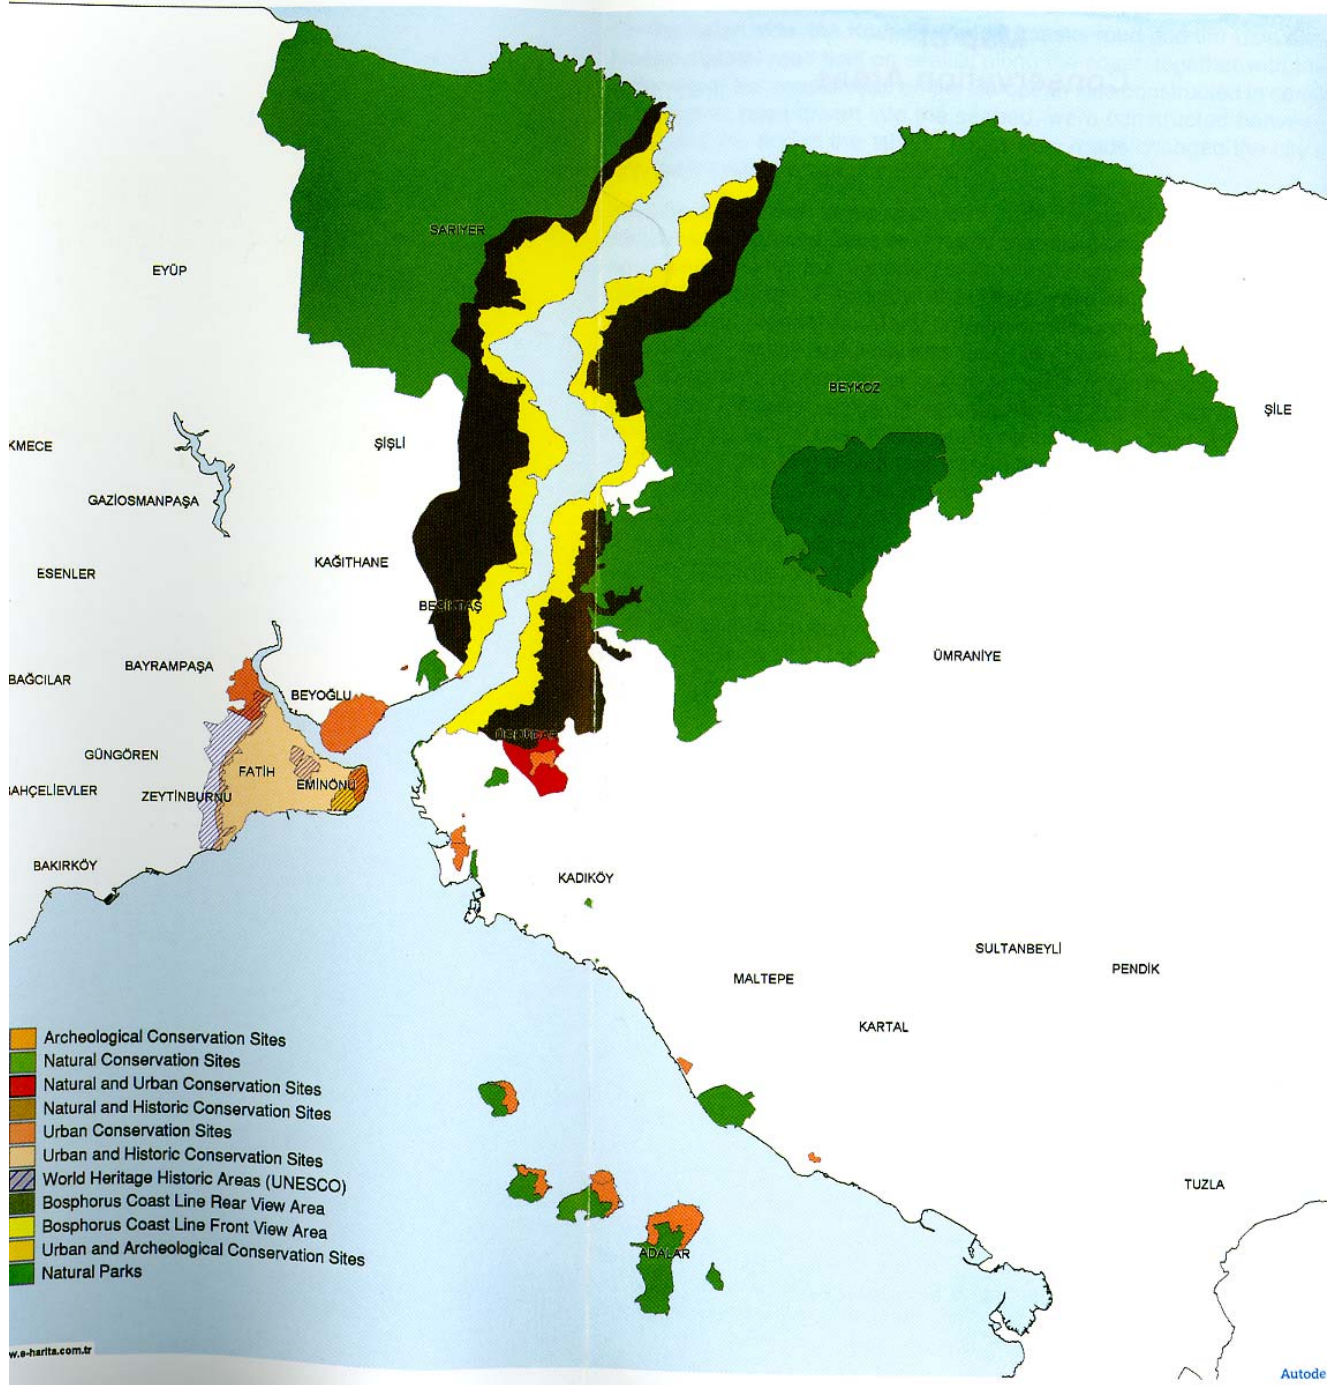 SARIYER
EYÜP
BEYKOZ
ŞİLE
KMECE
ŞİŞLİ
GAZİOSMANPAŞA
KAĞITHANE
ESENLER
BEŞİKTAŞ
ÜMRANİYE
BAYRAMPAŞA
BAĞCILAR
BEYOĞLU
ÜSKÜDAR
GÜNGÖREN
FATİH
EMİNÖNÜ
AHÇELİEVLER
ZEYTİNBURNU
BAKIRKÖY
KADIKÖY
SULTANBEYLİ
PENDİK
MALTEPE
KARTAL
TUZLA
ADALAR
Archeological Conservation Sites
Natural Conservation Sites
Natural and Urban Conservation Sites
Natural and Historic Conservation Sites
Urban Conservation Sites
Urban and Historic Conservation Sites
World Heritage Historic Areas (UNESCO)
Bosphorus Coast Line Rear View Area
Bosphorus Coast Line Front View Area
Urban and Archeological Conservation Sites
Natural Parks
w.e-harita.com.tr
Autode